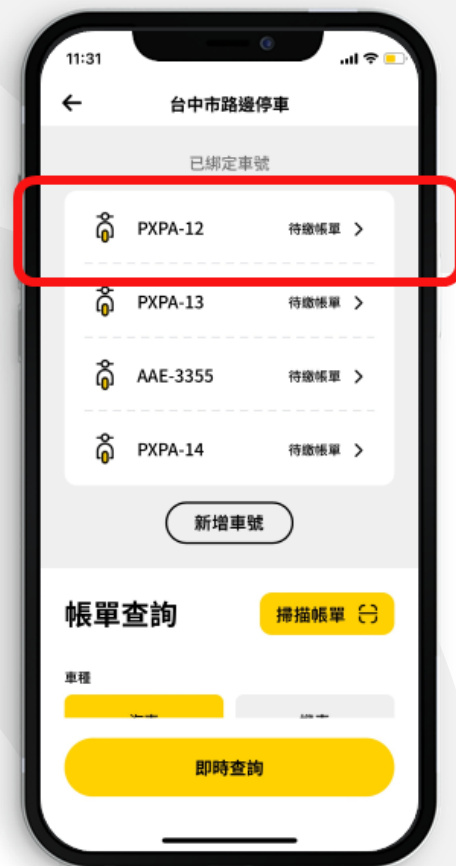 11:31
台中市路邊停車
已綁定車號
PXPA-12 待繳帳單
PXPA-13 待繳帳單
AAE-3355 待繳帳單
PXPA-14 待繳帳單
新增車號
帳單查詢 掃描帳單
車種
即時查詢